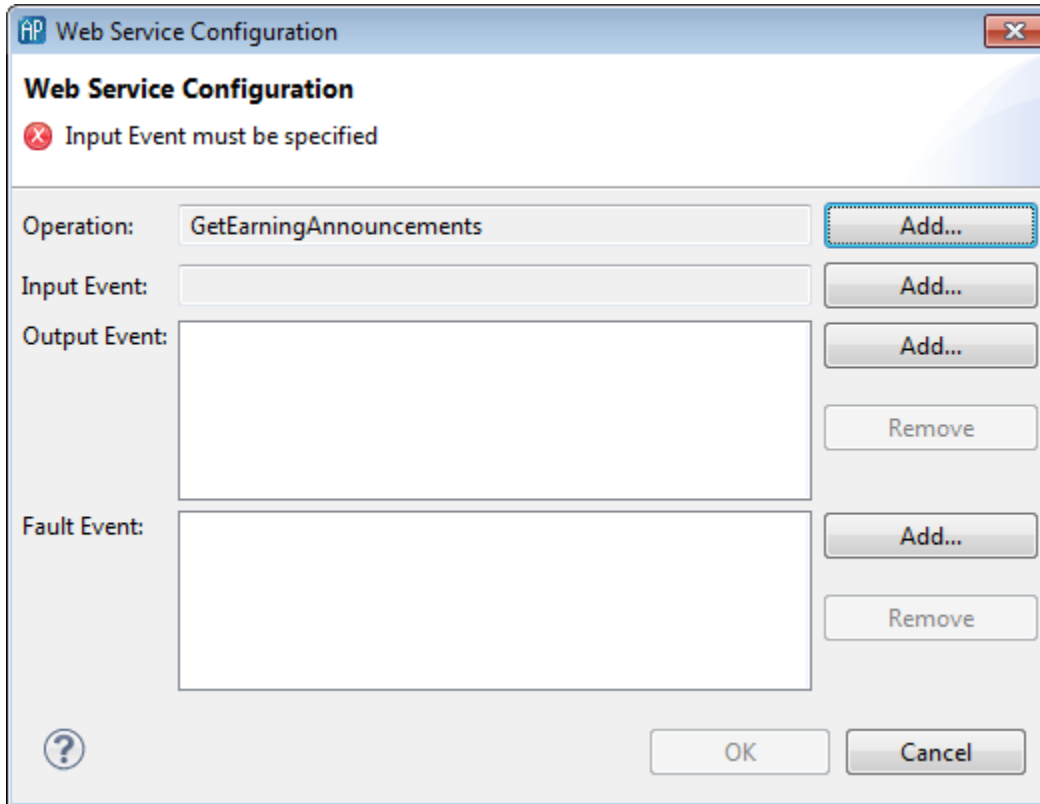 AP Web Service Configuration
Web Service Configuration
Input Event must be specified
Operation: GetEarningAnnouncements Add...
Input Event: Add...
Output Event: Add...
Remove
Fault Event: Add...
Remove
? OK Cancel